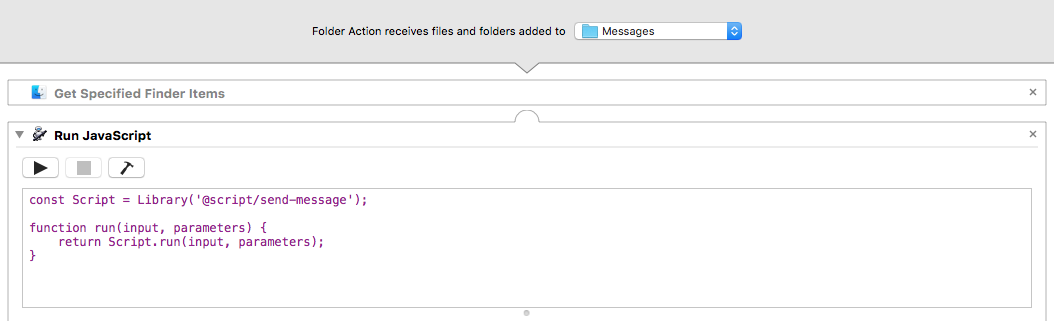 Folder Action receives files and folders added to Messages
Get Specified Finder Items
Run JavaScript
const Script = Library('@script/send-message');
function run(input, parameters) {
    return Script.run(input, parameters);
}